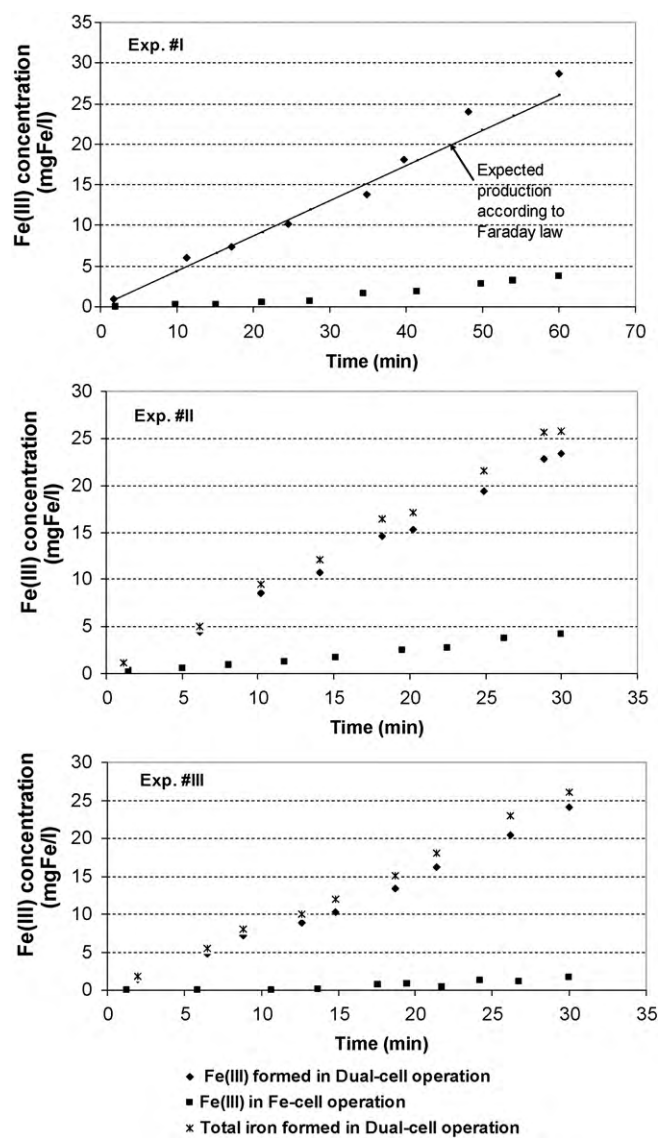 Exp. #I
Fe(III) concentration
(mgFe/l)
35
30
25
20
15
10
5
0
Expected
production
according to
Faraday law
0 10 20 30 40 50 60 70
Time (min)
Exp. #II
Fe(III) concentration
(mgFe/l)
30
25
20
15
10
5
0
0 5 10 15 20 25 30 35
Time (min)
Exp. #III
Fe(III) concentration
(mgFe/l)
30
25
20
15
10
5
0
0 5 10 15 20 25 30 35
Time (min)
Fe(III) formed in Dual-cell operation
Fe(III) in Fe-cell operation
Total iron formed in Dual-cell operation